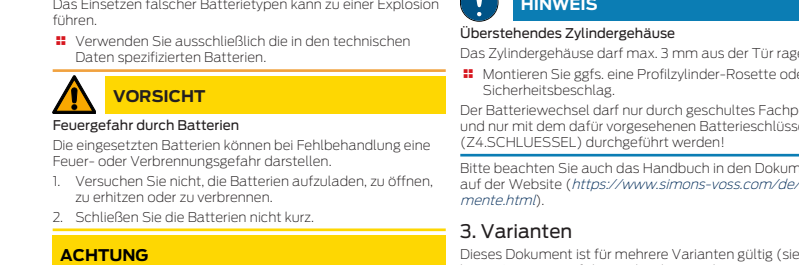 Das Einsetzen falscher Batterietypen kann zu einer Explosion
führen.
Verwenden Sie ausschließlich die in den technischen
Daten spezifizierten Batterien.
VORSICHT
Feuergefahr durch Batterien
Die eingesetzten Batterien können bei Fehlbehandlung eine
Feuer- oder Verbrennungsgefahr darstellen.
1. Versuchen Sie nicht, die Batterien aufzuladen, zu öffnen,
zu erhitzen oder zu verbrennen.
2. Schließen Sie die Batterien nicht kurz.
ACHTUNG
HINWEIS
Überstehendes Zylindergehäuse
Das Zylindergehäuse darf max. 3 mm aus der Tür rage
Montieren Sie ggfs. eine Profilzylinder-Rosette ode
Sicherheitsbeschlag.
Der Batteriewechsel darf nur durch geschultes Fachp
und nur mit dem dafür vorgesehenen Batterieschlüsse
(Z4.SCHLUESSEL) durchgeführt werden!
Bitte beachten Sie auch das Handbuch in den Dokum
auf der Website (https://www.simons-voss.com/de/
mente.html).
3. Varianten
Dieses Dokument ist für mehrere Varianten gültig (sie